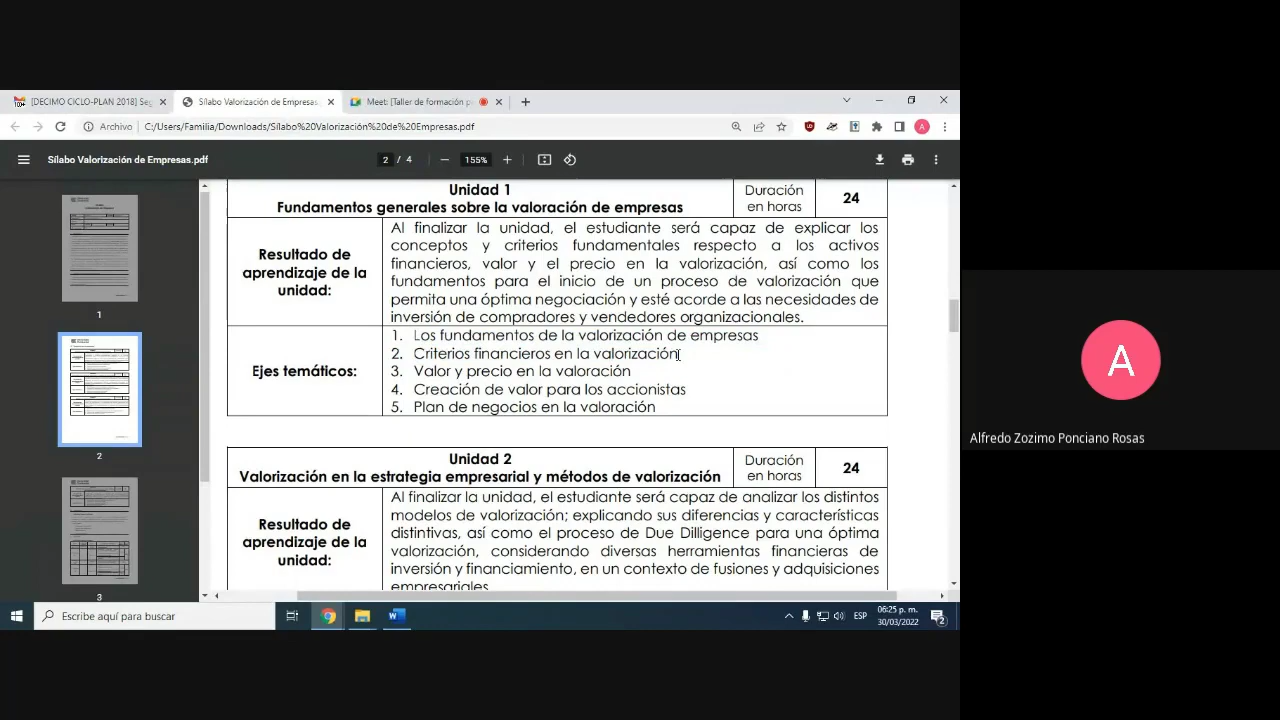 [DECIMO CICLO-PLAN 2018] Seg
Sílabo Valorización de Empresas
Meet: [Taller de formación p
Archivo
C:/Users/Familia/Downloads/Sílabo%20Valorización%20de%20Empresas.pdf
A
Sílabo Valorización de Empresas.pdf
2 / 4
155%
1
2
3
Unidad 1
Fundamentos generales sobre la valoración de empresas
Duración
en horas
24
Resultado de
aprendizaje de la
unidad:
Al finalizar la unidad, el estudiante será capaz de explicar los
conceptos y criterios fundamentales respecto a los activos
financieros, valor y el precio en la valorización, así como los
fundamentos para el inicio de un proceso de valorización que
permita una óptima negociación y esté acorde a las necesidades de
inversión de compradores y vendedores organizacionales.
Ejes temáticos:
1. Los fundamentos de la valorización de empresas
2. Criterios financieros en la valorización
3. Valor y precio en la valoración
4. Creación de valor para los accionistas
5. Plan de negocios en la valoración
Unidad 2
Valorización en la estrategia empresarial y métodos de valorización
Duración
en horas
24
Resultado de
aprendizaje de la
unidad:
Al finalizar la unidad, el estudiante será capaz de analizar los distintos
modelos de valorización; explicando sus diferencias y características
distintivas, así como el proceso de Due Dilligence para una óptima
valorización, considerando diversas herramientas financieras de
inversión y financiamiento, en un contexto de fusiones y adquisiciones
empresariales.
Escribe aquí para buscar
ESP
06:25 p. m.
30/03/2022
2
A
Alfredo Zozimo Ponciano Rosas